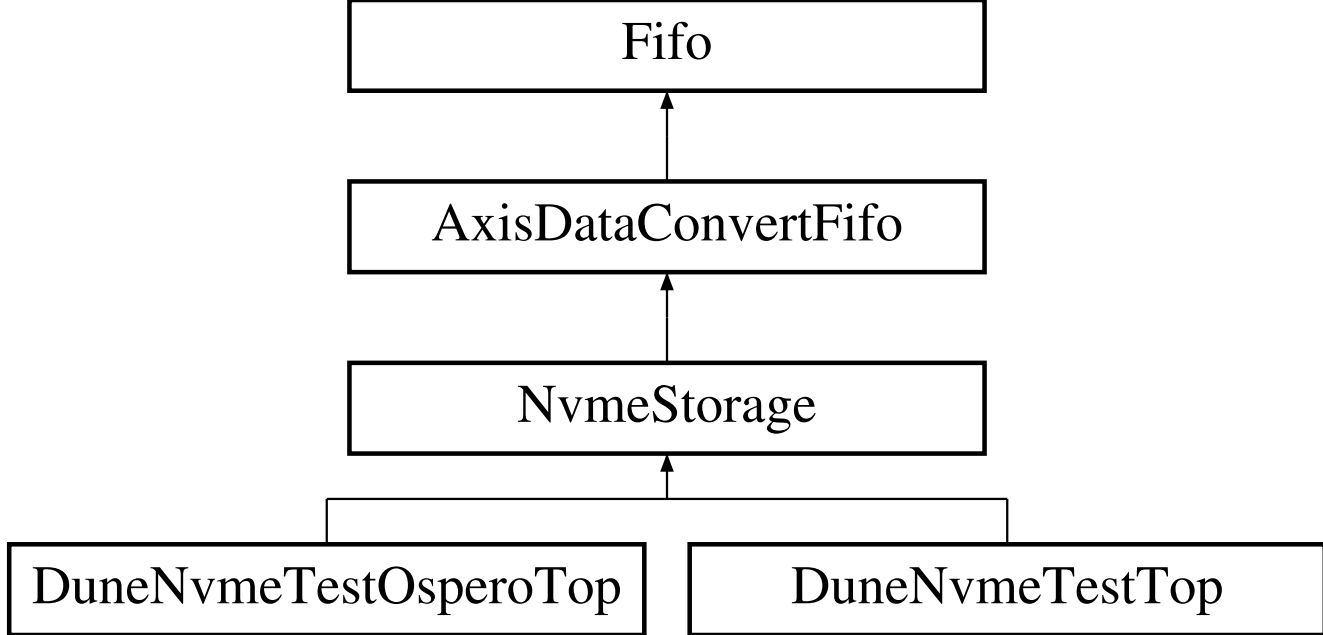 Fifo
AxisDataConvertFifo
NvmeStorage
DuneNvmeTestOsperoTop
DuneNvmeTestTop